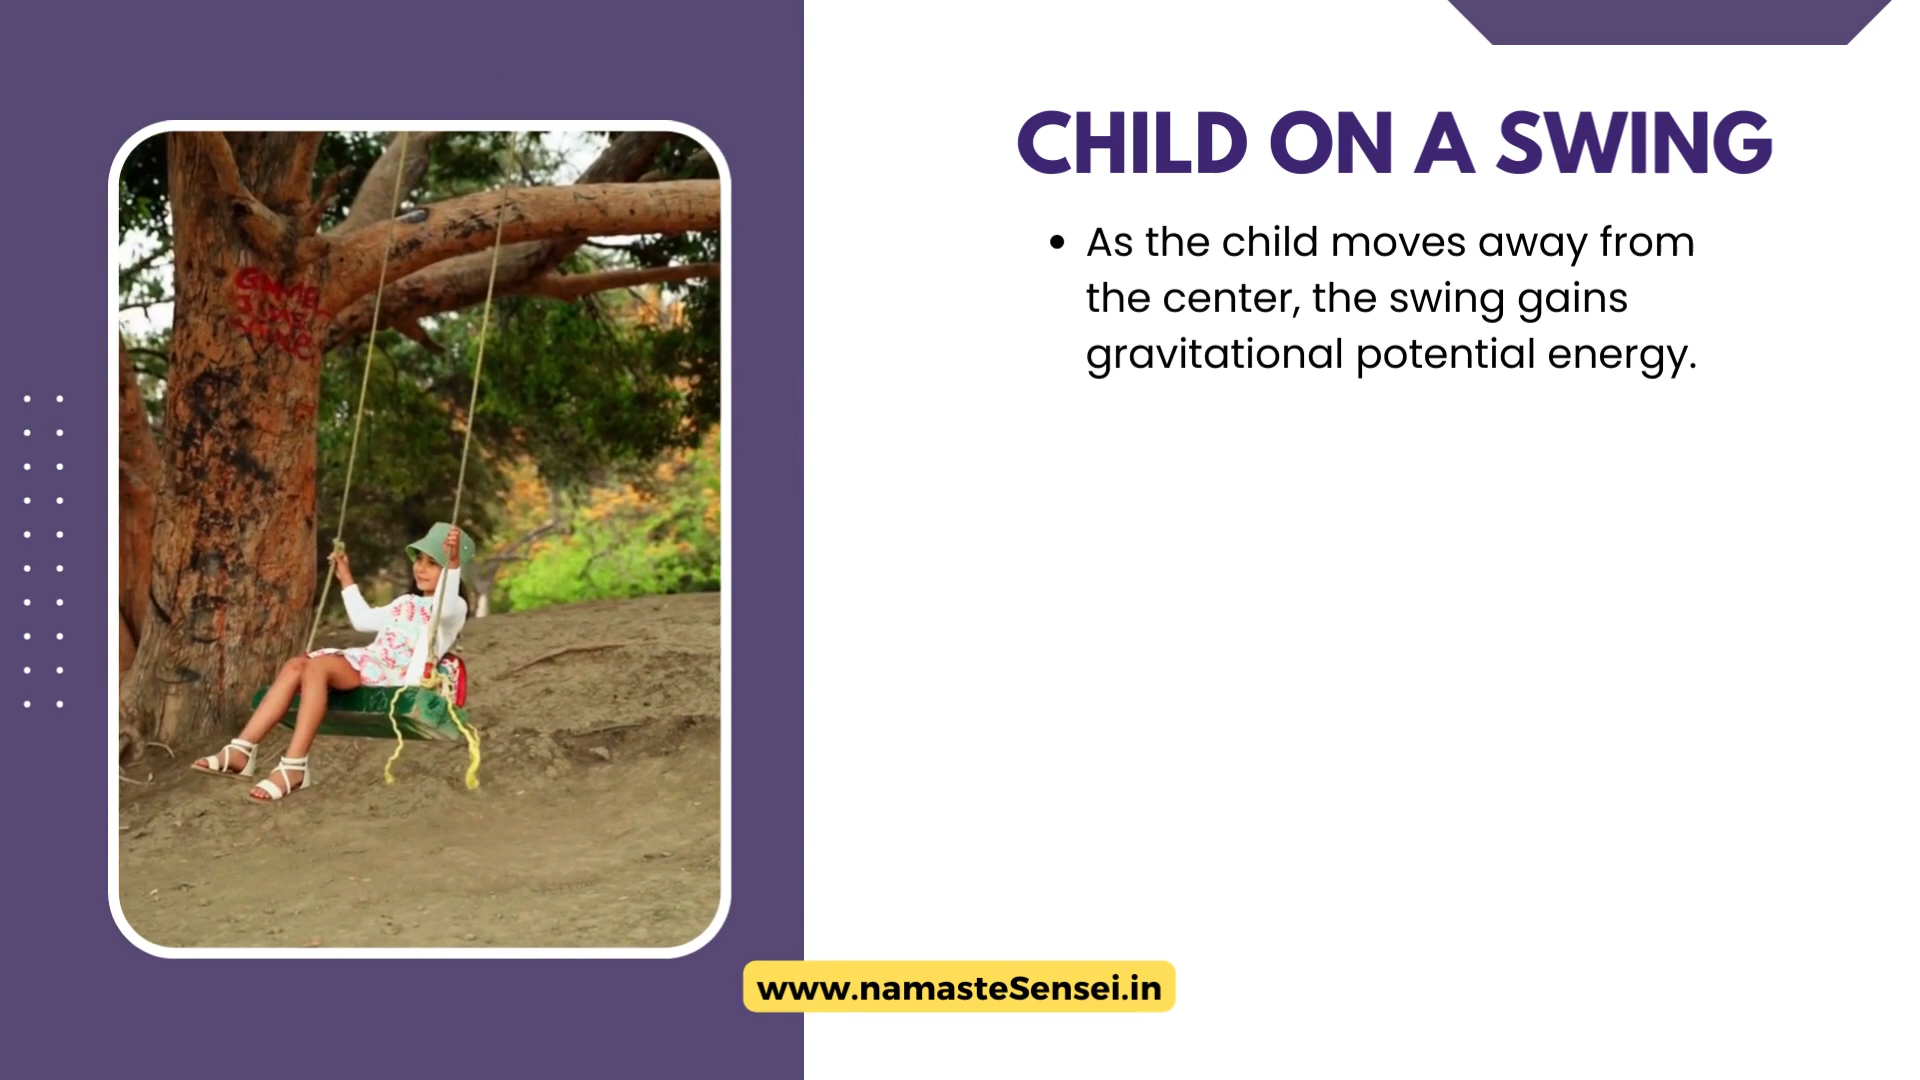 CHILD ON A SWING
• As the child moves away from
the center, the swing gains
gravitational potential energy.
www.namasteSensei.in